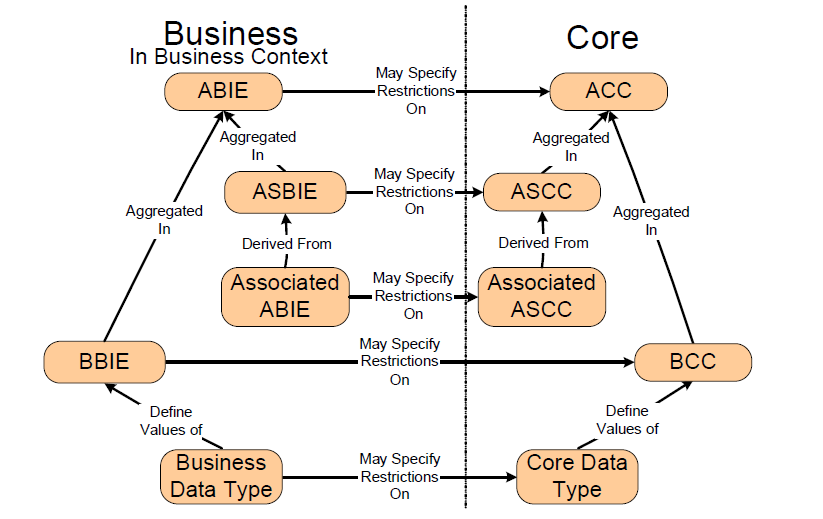 Business
In Business Context
Core
ABIE
May Specify
Restrictions
On
ACC
Aggregated
In
Aggregated
In
ASBIE
May Specify
Restrictions
On
ASCC
Aggregated
In
Aggregated
In
Derived From
Derived From
Associated
ABIE
May Specify
Restrictions
On
Associated
ASCC
BBIE
May Specify
Restrictions
On
BCC
Define
Values of
Define
Values of
Business
Data Type
May Specify
Restrictions
On
Core Data
Type